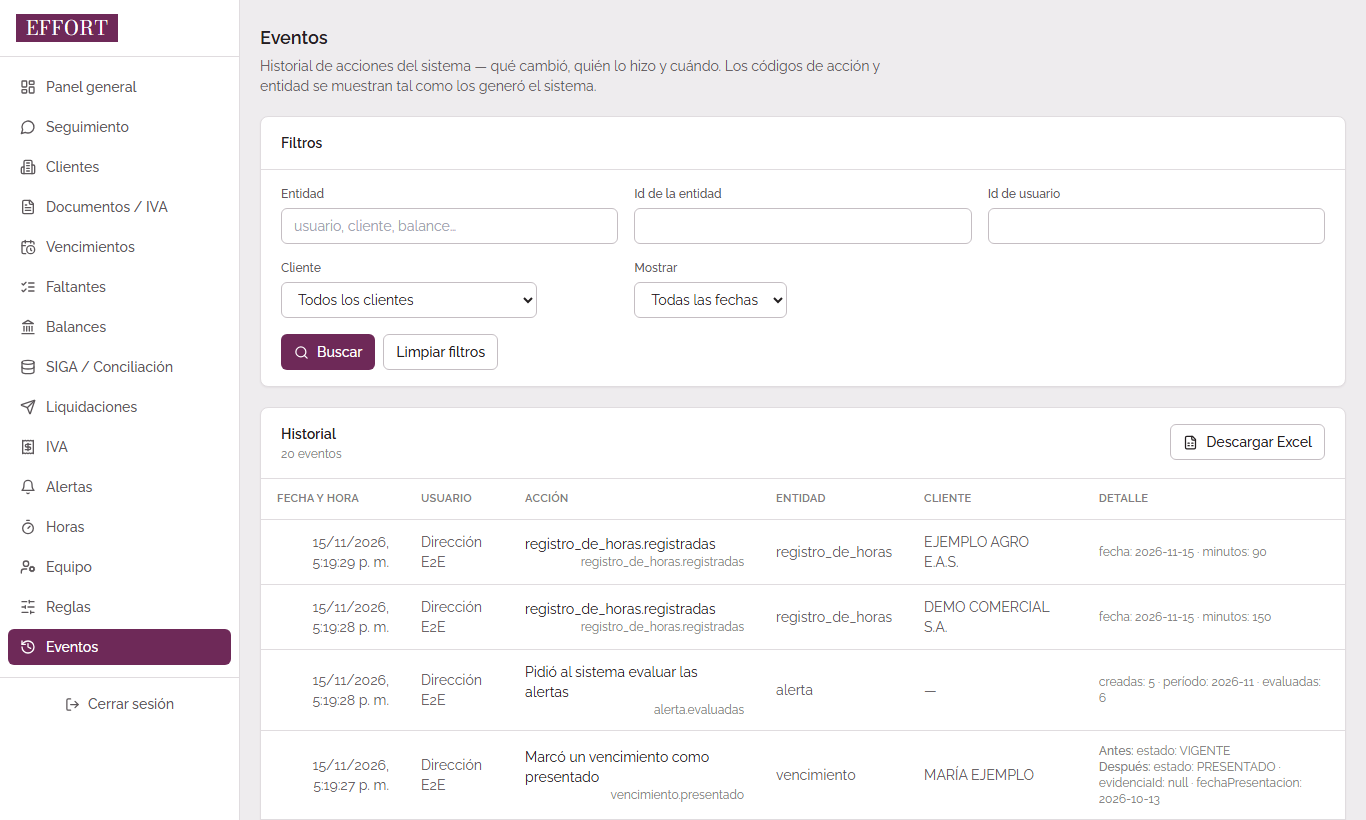 EFFORT
Panel general
Seguimiento
Clientes
Documentos / IVA
Vencimientos
Faltantes
Balances
SIGA / Conciliación
Liquidaciones
IVA
Alertas
Horas
Equipo
Reglas
Eventos
Cerrar sesión
Eventos
Historial de acciones del sistema — qué cambió, quién lo hizo y cuándo. Los códigos de acción y
entidad se muestran tal como los generó el sistema.
Filtros
Entidad
Id de la entidad
Id de usuario
usuario, cliente, balance…
Cliente
Mostrar
Todos los clientes
Todas las fechas
Buscar
Limpiar filtros
Historial
20 eventos
Descargar Excel
FECHA Y HORA USUARIO ACCIÓN ENTIDAD CLIENTE DETALLE
15/11/2026,
5:19:29 p. m.
Dirección
E2E
registro_de_horas.registradas
registro_de_horas.registradas
registro_de_horas
EJEMPLO AGRO
E.A.S.
fecha: 2026-11-15 · minutos: 90
15/11/2026,
5:19:28 p. m.
Dirección
E2E
registro_de_horas.registradas
registro_de_horas.registradas
registro_de_horas
DEMO COMERCIAL
S.A.
fecha: 2026-11-15 · minutos: 150
15/11/2026,
5:19:28 p. m.
Dirección
E2E
Pidió al sistema evaluar las
alertas
alerta.evaluadas
alerta
—
creadas: 5 · período: 2026-11 · evaluadas:
6
15/11/2026,
5:19:27 p. m.
Dirección
E2E
Marcó un vencimiento como
presentado
vencimiento.presentado
vencimiento
MARÍA EJEMPLO
Antes: estado: VIGENTE
Después: estado: PRESENTADO ·
evidenciaId: null · fechaPresentacion:
2026-10-13